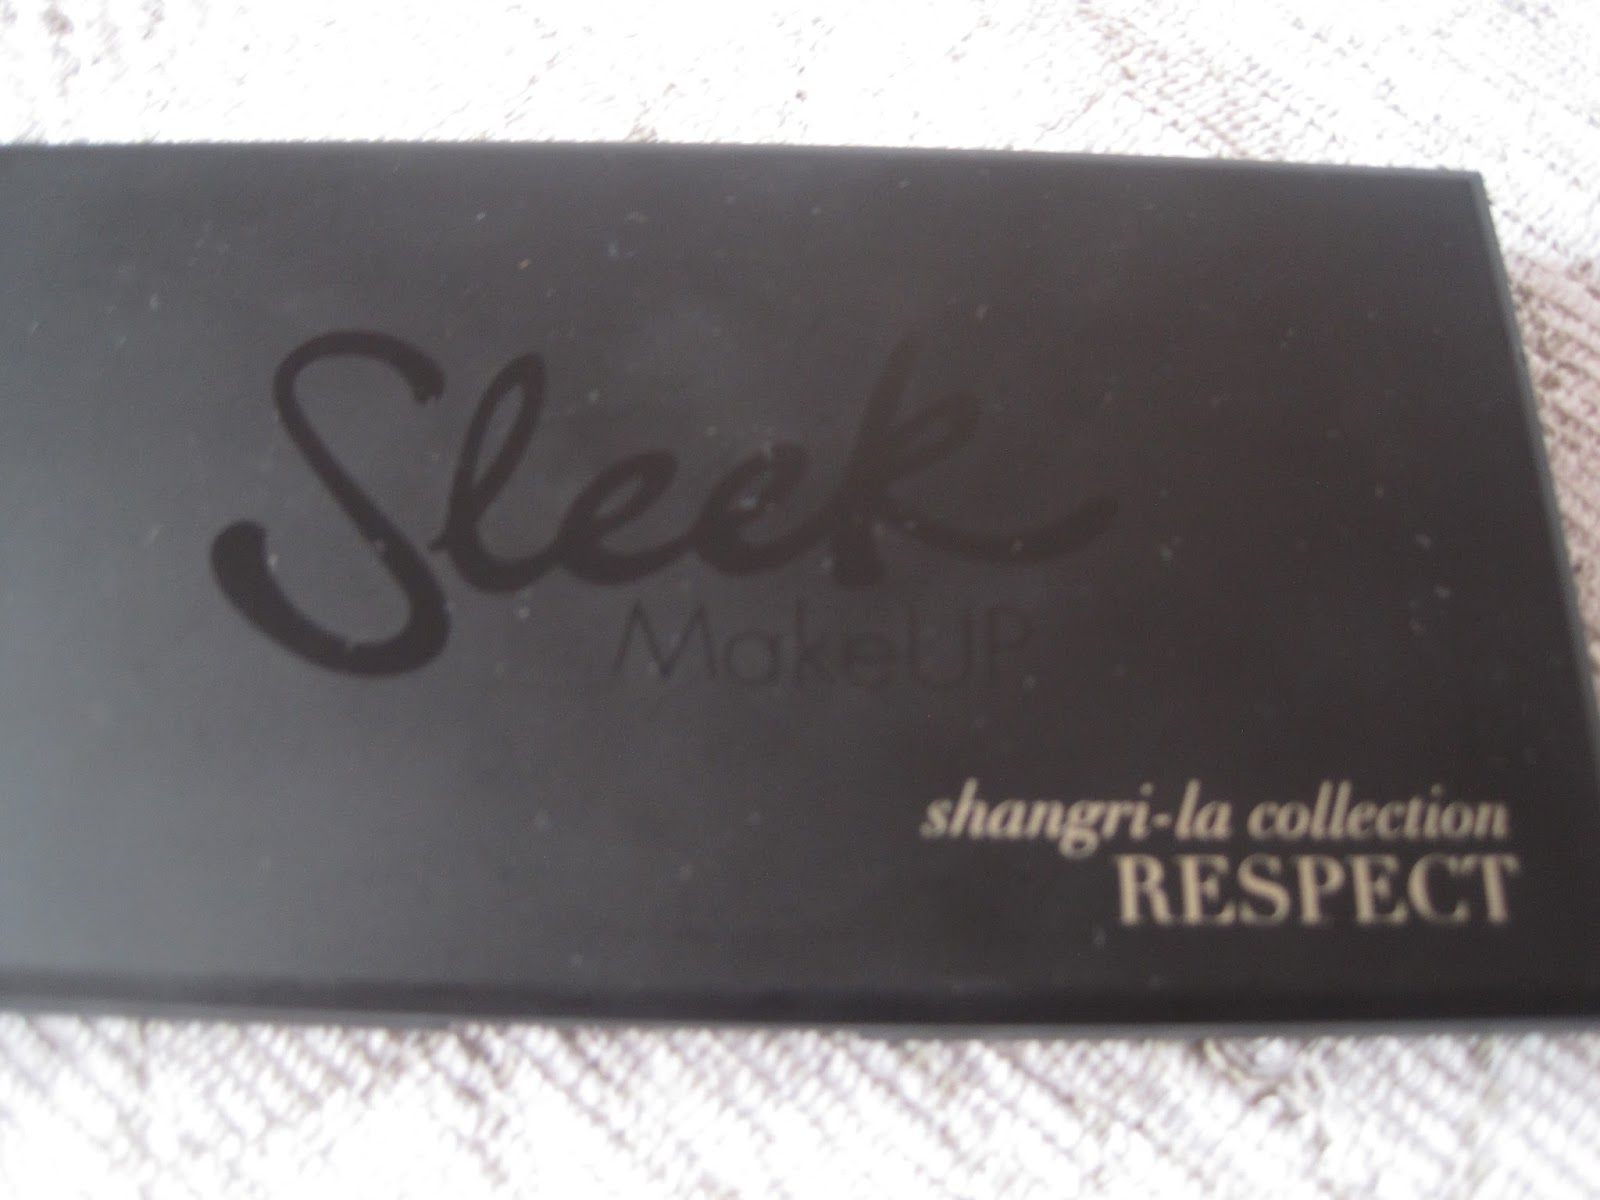 Sleek
MakeUP
shangri-la collection
RESPECT